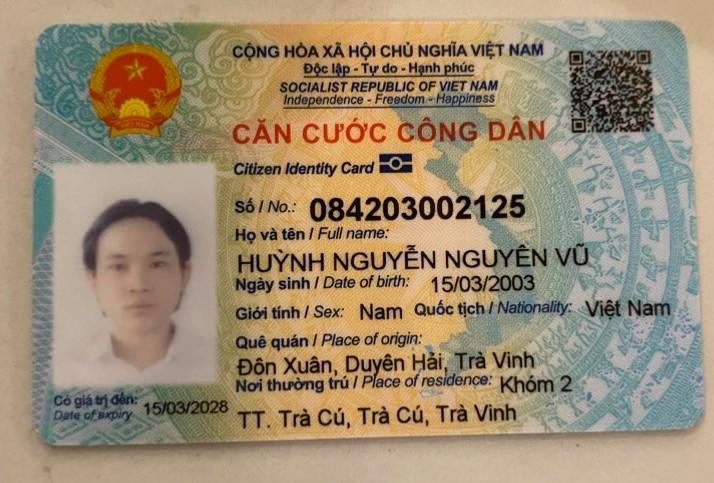 CỘNG HÒA XÃ HỘI CHỦ NGHĨA VIỆT NAM
Độc lập - Tự do - Hạnh phúc
SOCIALIST REPUBLIC OF VIET NAM
Independence - Freedom - Happiness
CĂN CƯỚC CÔNG DÂN
Citizen Identity Card
Số / No.: 084203002125
Họ và tên / Full name:
HUỲNH NGUYỄN NGUYÊN VŨ
Ngày sinh / Date of birth: 15/03/2003
Giới tính / Sex: Nam Quốc tịch / Nationality: Việt Nam
Quê quán / Place of origin:
Đôn Xuân, Duyên Hải, Trà Vinh
Nơi thường trú / Place of residence: Khóm 2
TT. Trà Cú, Trà Cú, Trà Vinh
Có giá trị đến: 15/03/2028
Date of expiry